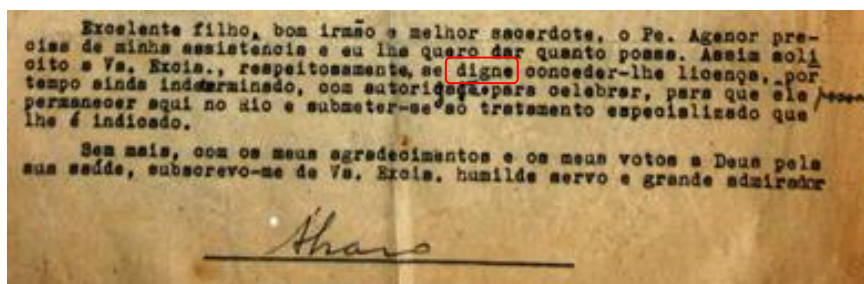 Excelente filho, bom irmão e melhor sacerdote, o Pe. Agenor pre-
cisa de minha assistencia e eu lhe quero dar quanto possa. Assim soli
cito a Va. Excia., respeitosamente, se digne conceder-lhe licença, por
tempo ainda indeterminado, com autorização para celebrar, para que ele possa
permanecer aqui no Rio e submeter-se ao tratamento especializado que
lhe é indicado.
Sem mais, com os meus agradecimentos e os meus votos a Deus pela
sua saúde, subscrevo-me de Va. Excia. humilde servo e grande admirador
Alvaro